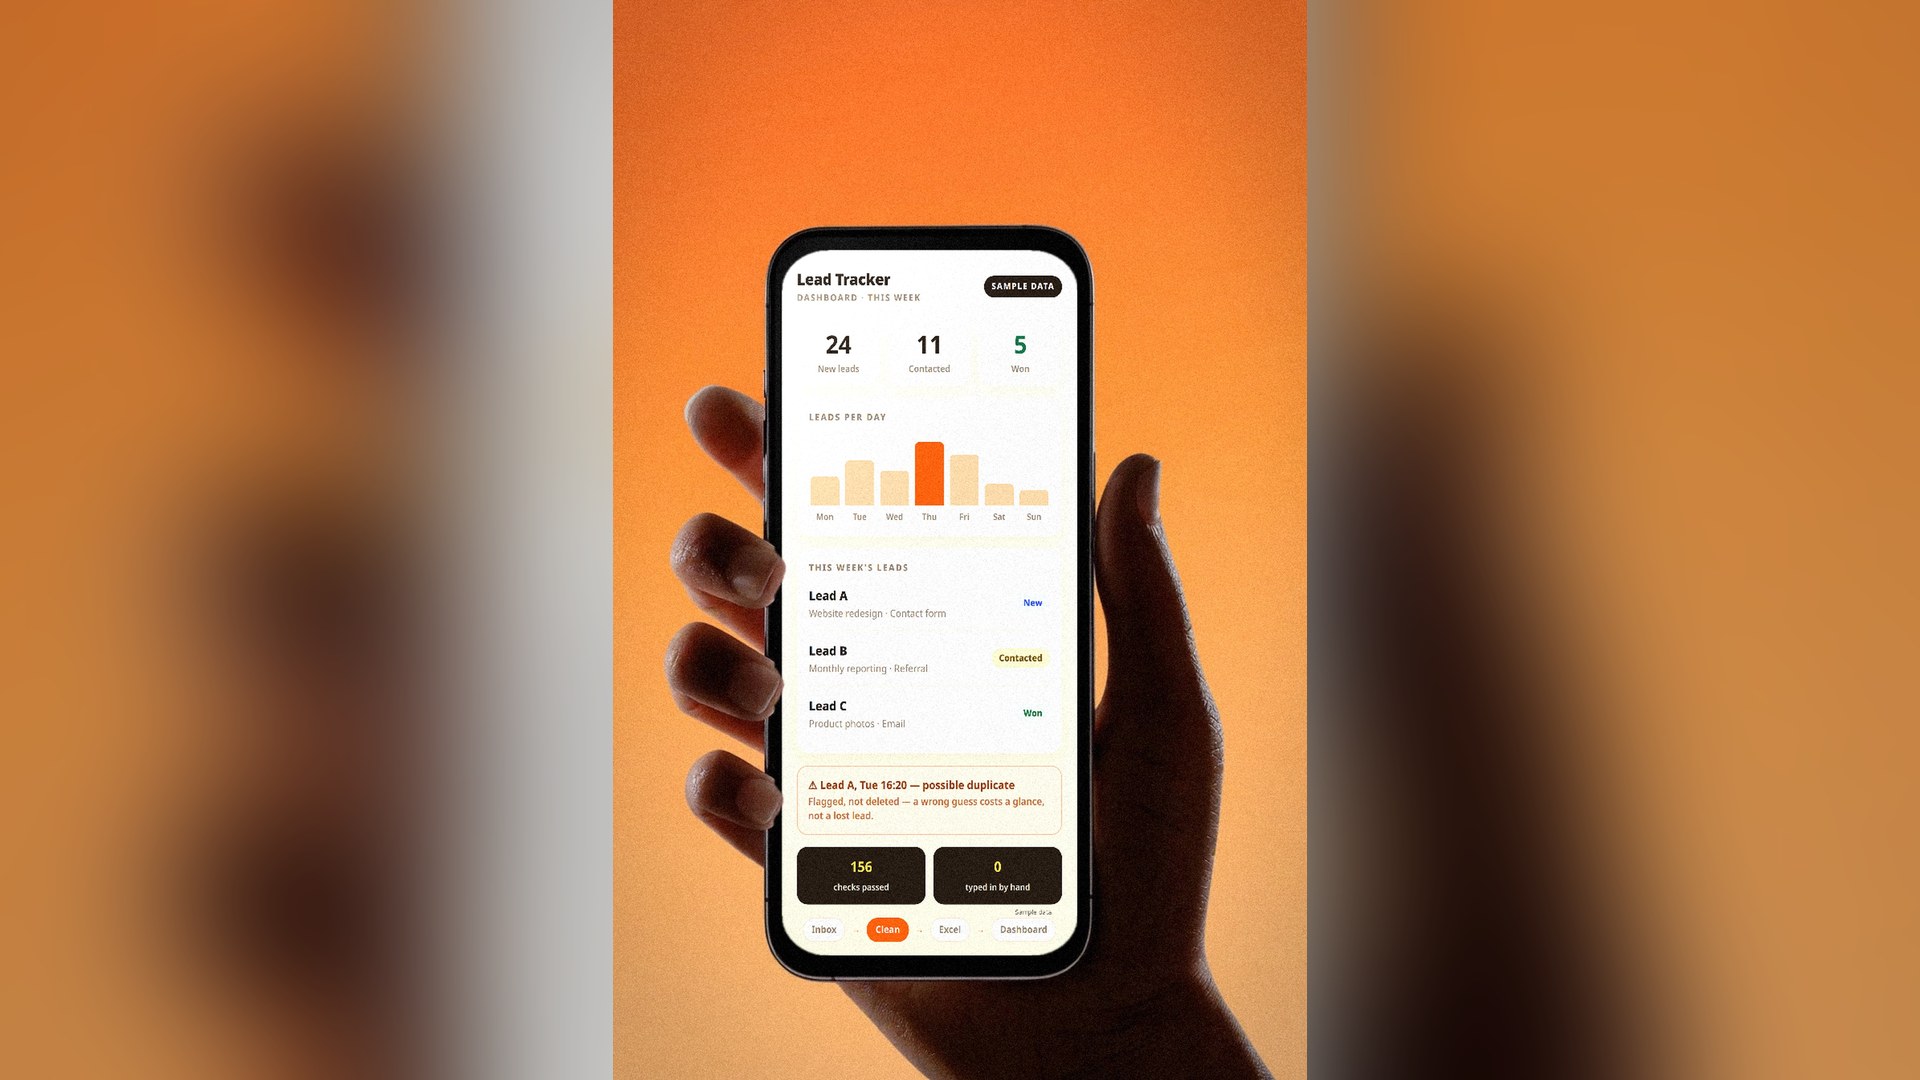 Lead Tracker
DASHBOARD · THIS WEEK
SAMPLE DATA
24
New leads
11
Contacted
5
Won
LEADS PER DAY
Mon Tue Wed Thu Fri Sat Sun
THIS WEEK'S LEADS
Lead A
Website redesign · Contact form
New
Lead B
Monthly reporting · Referral
Contacted
Lead C
Product photos · Email
Won
⚠ Lead A, Tue 16:20 — possible duplicate
Flagged, not deleted — a wrong guess costs a glance,
not a lost lead.
156
checks passed
0
typed in by hand
Sample data
Inbox → Clean → Excel → Dashboard